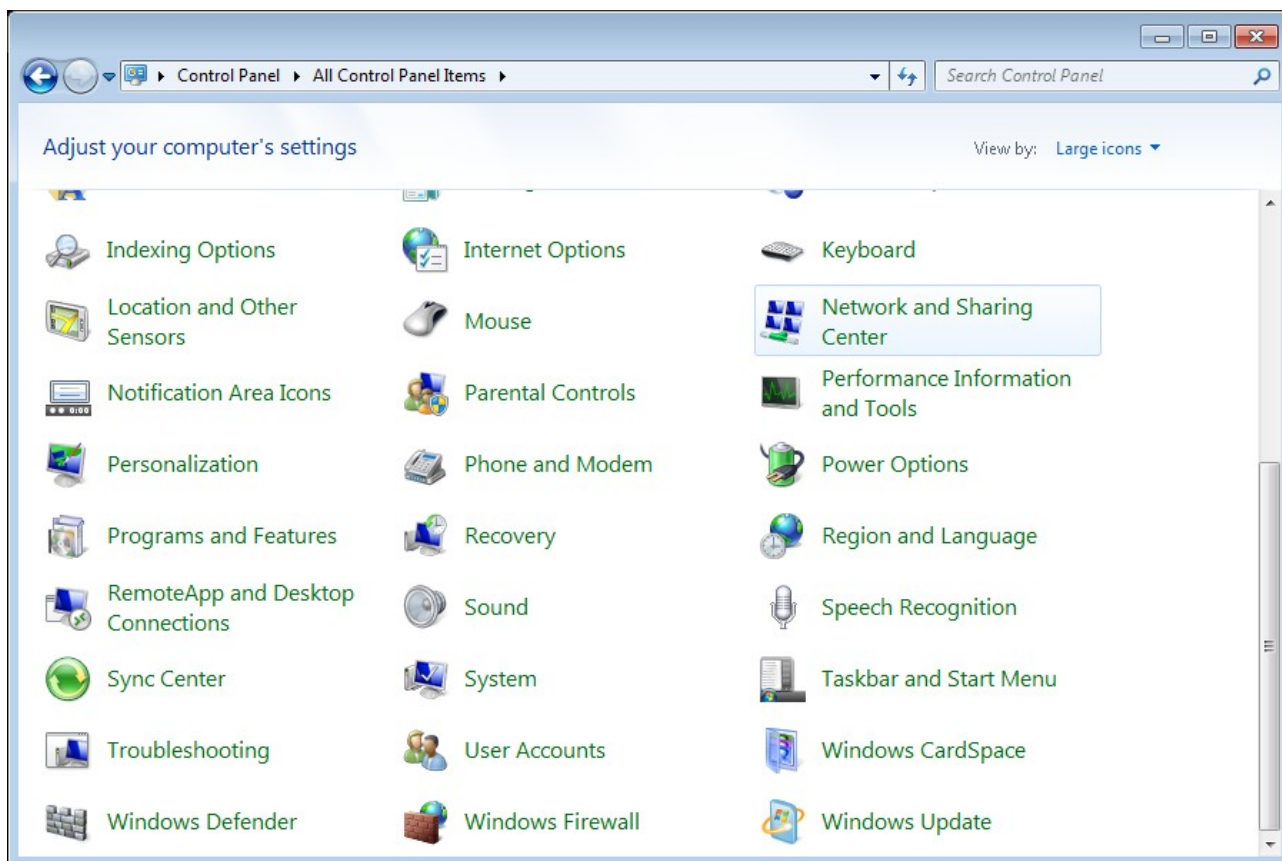 Control Panel
All Control Panel Items
Search Control Panel
Adjust your computer's settings
View by: Large icons
Indexing Options
Internet Options
Keyboard
Location and Other
Sensors
Mouse
Network and Sharing
Center
Notification Area Icons
Parental Controls
Performance Information
and Tools
Personalization
Phone and Modem
Power Options
Programs and Features
Recovery
Region and Language
RemoteApp and Desktop
Connections
Sound
Speech Recognition
Sync Center
System
Taskbar and Start Menu
Troubleshooting
User Accounts
Windows CardSpace
Windows Defender
Windows Firewall
Windows Update